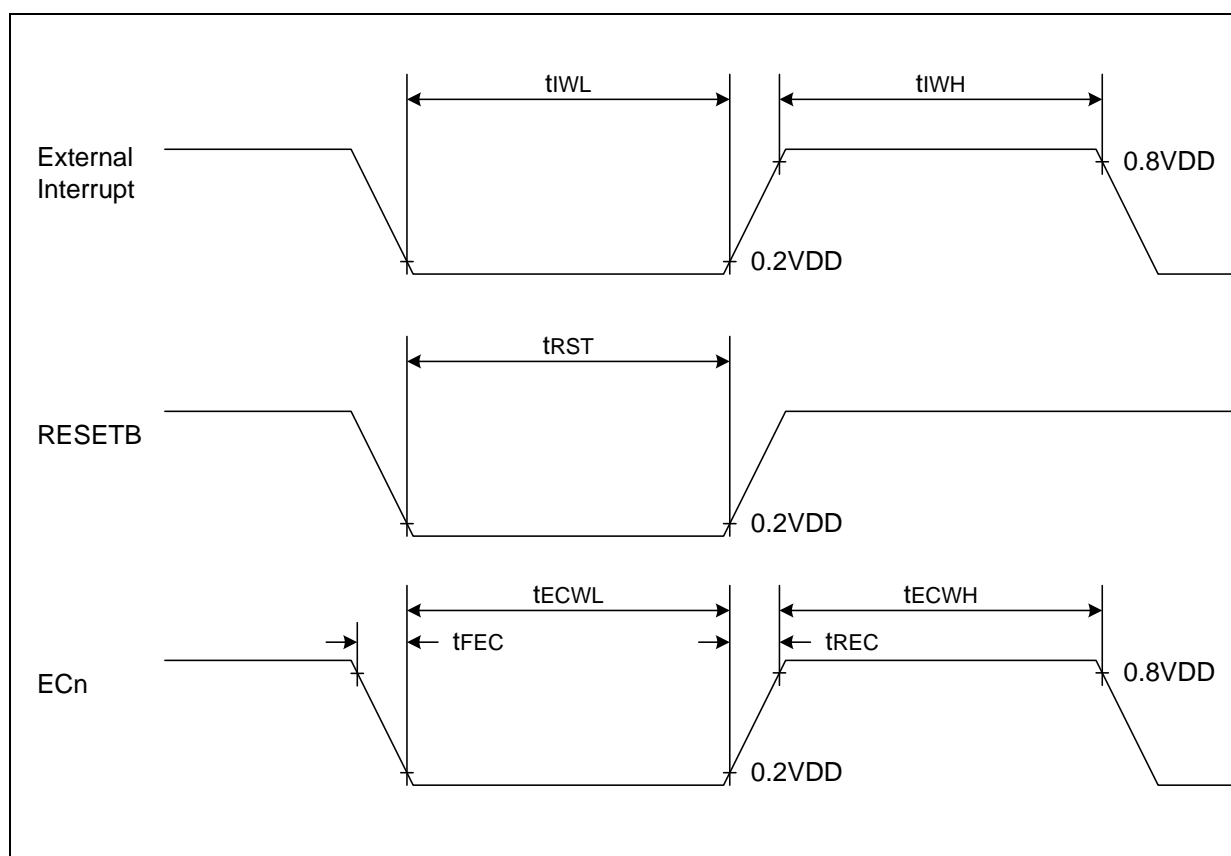 tIWL
tIWH
External
Interrupt
0.8VDD
0.2VDD
tRST
RESETB
0.2VDD
tECWL
tECWH
tFEC
tREC
ECn
0.8VDD
0.2VDD